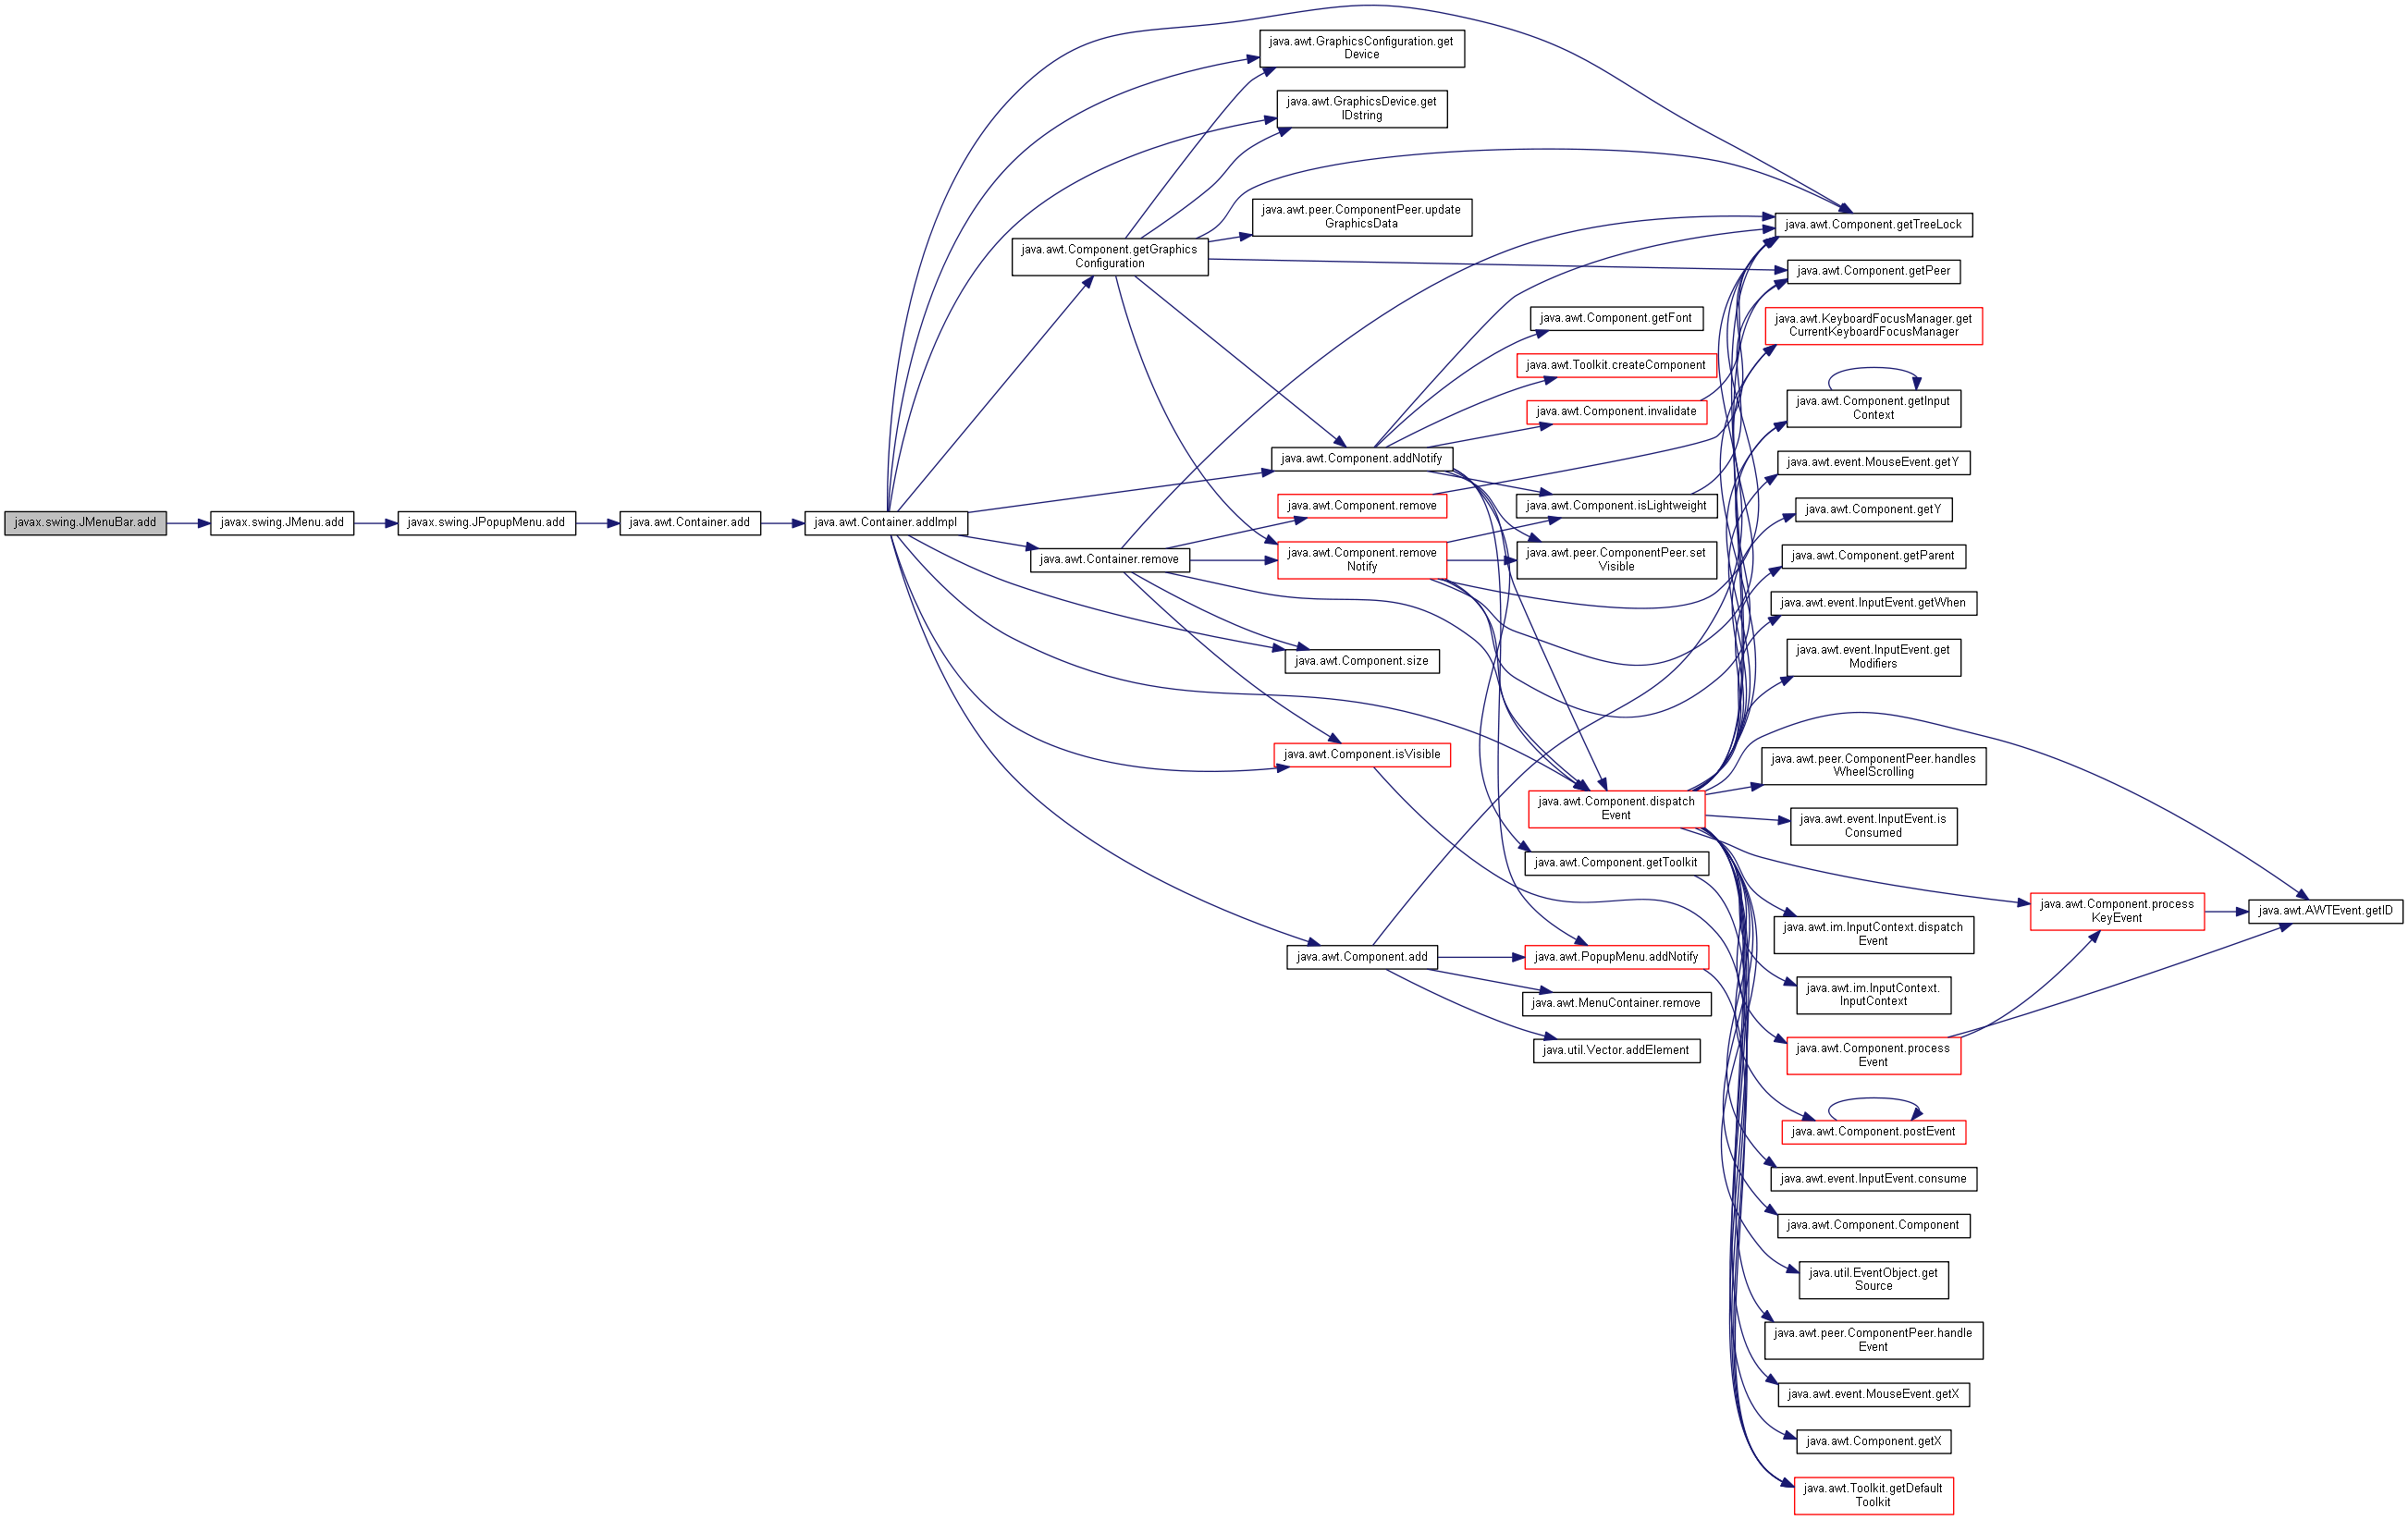 javax.swing.JMenuBar.add
javax.swing.JMenu.add
javax.swing.JPopupMenu.add
java.awt.Container.add
java.awt.Container.addImpl
java.awt.Component.getGraphics
Configuration
java.awt.Container.remove
java.awt.GraphicsConfiguration.get
Device
java.awt.GraphicsDevice.get
IDstring
java.awt.peer.ComponentPeer.update
GraphicsData
java.awt.Component.addNotify
java.awt.Component.remove
java.awt.Component.remove
Notify
java.awt.Component.size
java.awt.Component.isVisible
java.awt.Component.add
java.awt.Component.getFont
java.awt.Toolkit.createComponent
java.awt.Component.invalidate
java.awt.Component.isLightweight
java.awt.peer.ComponentPeer.set
Visible
java.awt.Component.dispatch
Event
java.awt.Component.getToolkit
java.awt.PopupMenu.addNotify
java.awt.MenuContainer.remove
java.util.Vector.addElement
java.awt.Component.getTreeLock
java.awt.Component.getPeer
java.awt.KeyboardFocusManager.get
CurrentKeyboardFocusManager
java.awt.Component.getInput
Context
java.awt.event.MouseEvent.getY
java.awt.Component.getY
java.awt.Component.getParent
java.awt.event.InputEvent.getWhen
java.awt.event.InputEvent.get
Modifiers
java.awt.peer.ComponentPeer.handles
WheelScrolling
java.awt.event.InputEvent.is
Consumed
java.awt.im.InputContext.dispatch
Event
java.awt.im.InputContext.
InputContext
java.awt.Component.process
Event
java.awt.Component.postEvent
java.awt.event.InputEvent.consume
java.awt.Component.Component
java.util.EventObject.get
Source
java.awt.peer.ComponentPeer.handle
Event
java.awt.event.MouseEvent.getX
java.awt.Component.getX
java.awt.Toolkit.getDefault
Toolkit
java.awt.Component.process
KeyEvent
java.awt.AWTEvent.getID